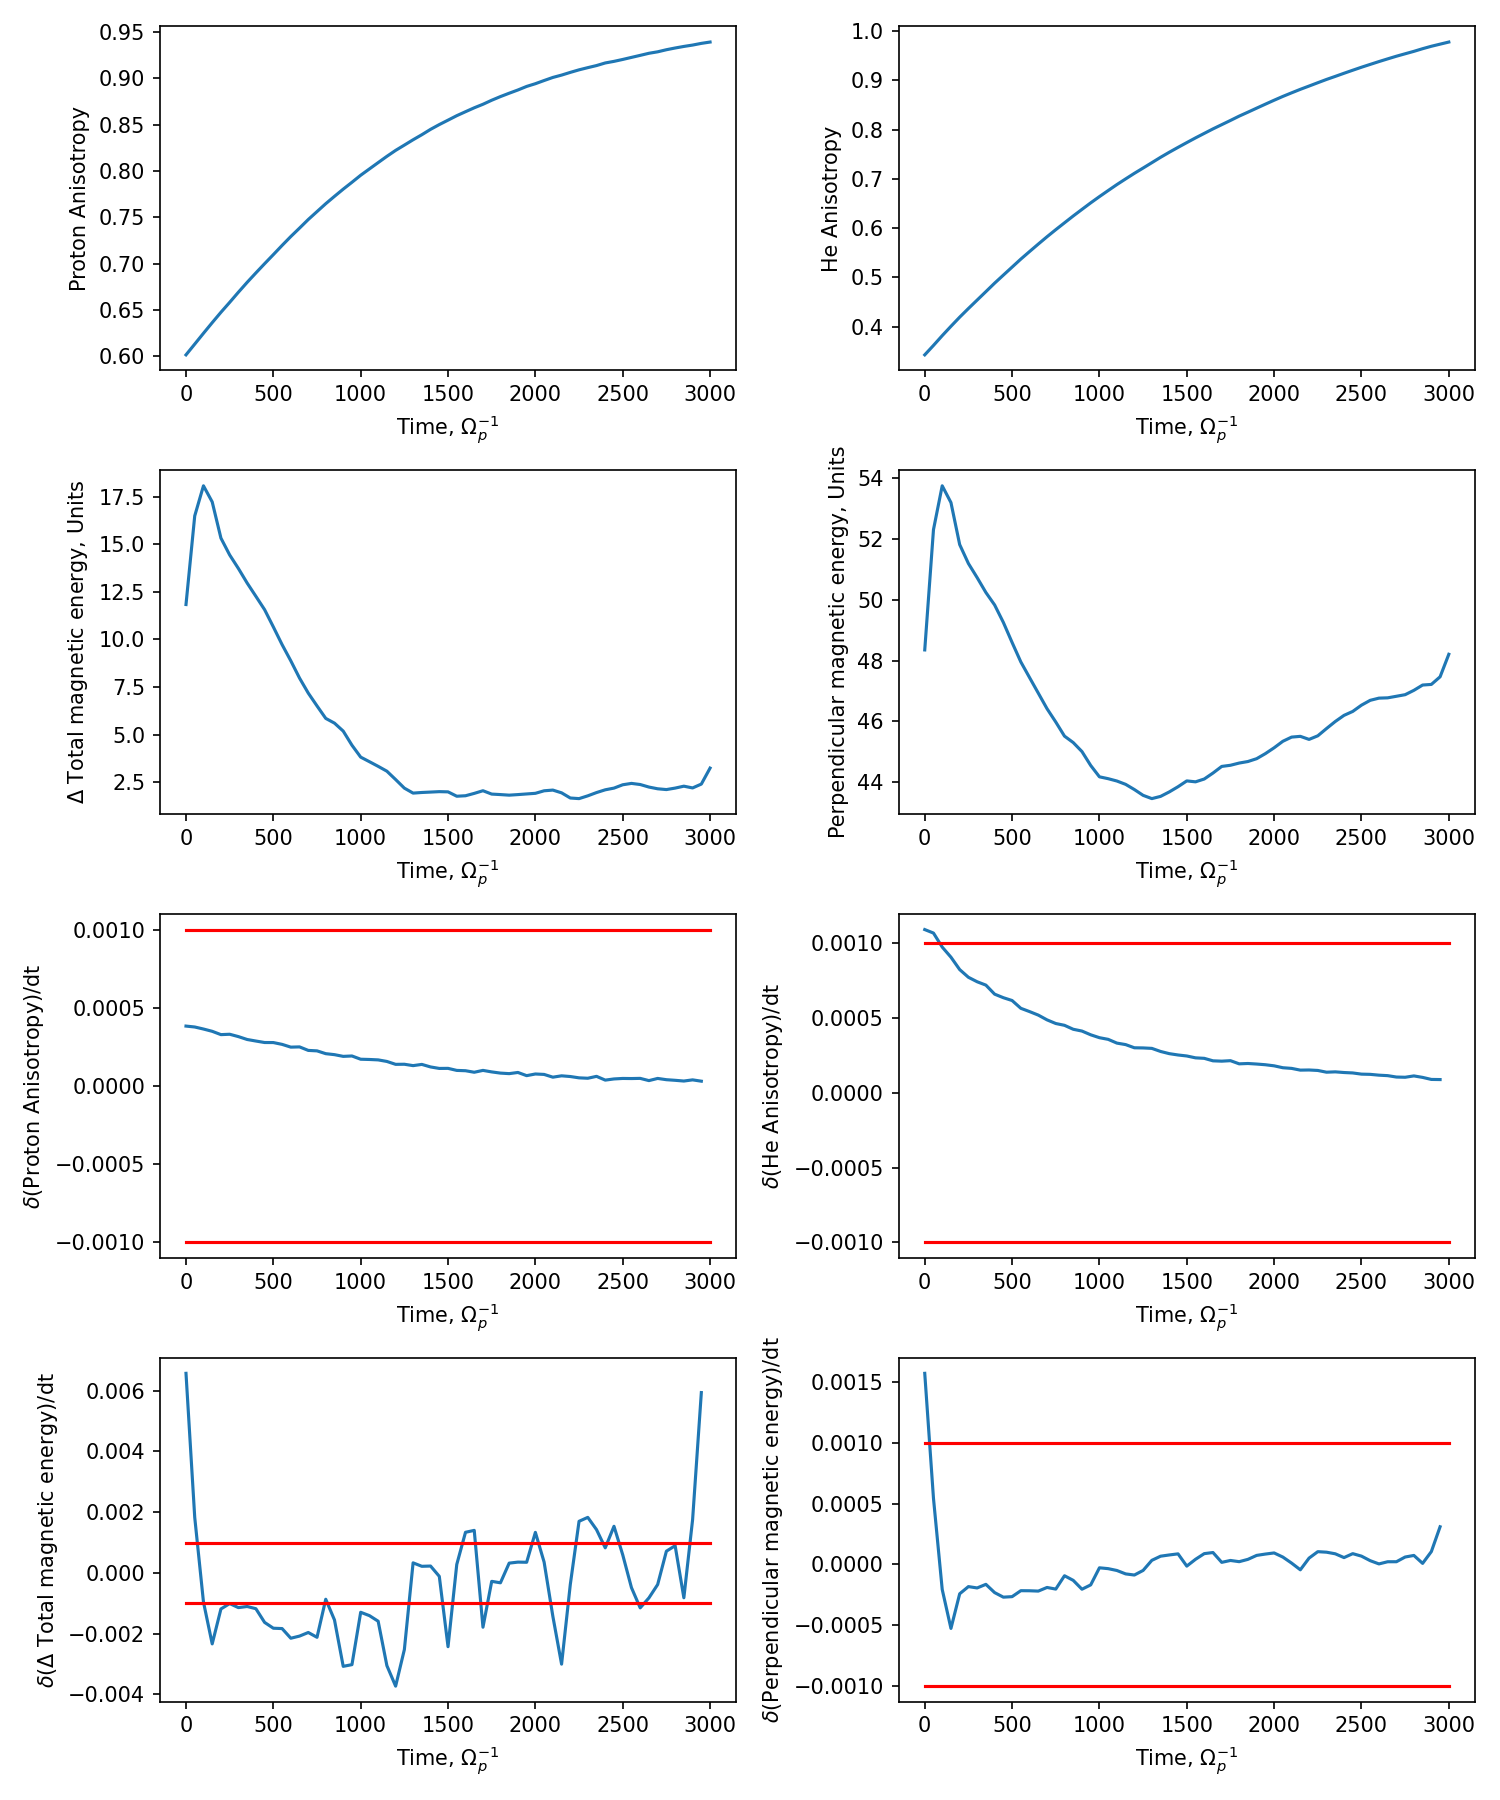 Proton Anisotropy
0.95
0.90
0.85
0.80
0.75
0.70
0.65
0.60
0 500 1000 1500 2000 2500 3000
Time, Ωp⁻¹
He Anisotropy
1.0
0.9
0.8
0.7
0.6
0.5
0.4
0 500 1000 1500 2000 2500 3000
Time, Ωp⁻¹
Δ Total magnetic energy, Units
17.5
15.0
12.5
10.0
7.5
5.0
2.5
0 500 1000 1500 2000 2500 3000
Time, Ωp⁻¹
Perpendicular magnetic energy, Units
54
52
50
48
46
44
0 500 1000 1500 2000 2500 3000
Time, Ωp⁻¹
δ(Proton Anisotropy)/dt
0.0010
0.0005
0.0000
−0.0005
−0.0010
0 500 1000 1500 2000 2500 3000
Time, Ωp⁻¹
δ(He Anisotropy)/dt
0.0010
0.0005
0.0000
−0.0005
−0.0010
0 500 1000 1500 2000 2500 3000
Time, Ωp⁻¹
δ(Δ Total magnetic energy)/dt
0.006
0.004
0.002
0.000
−0.002
−0.004
0 500 1000 1500 2000 2500 3000
Time, Ωp⁻¹
δ(Perpendicular magnetic energy)/dt
0.0015
0.0010
0.0005
0.0000
−0.0005
−0.0010
0 500 1000 1500 2000 2500 3000
Time, Ωp⁻¹